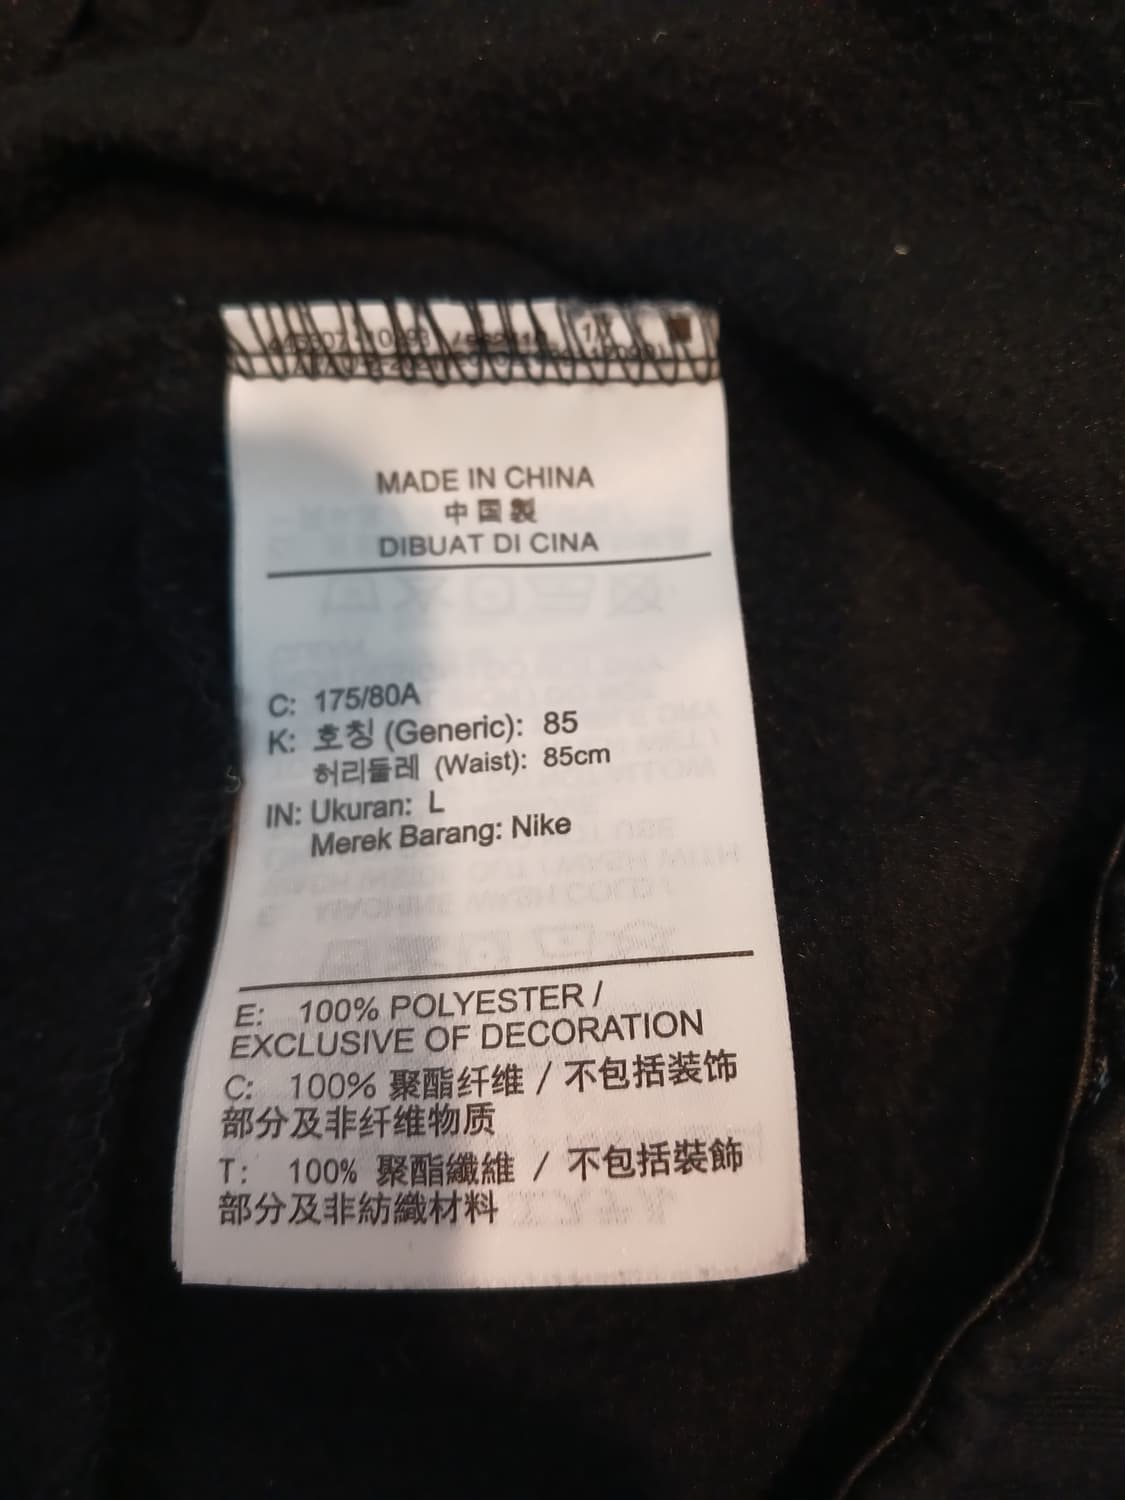 MADE IN CHINA
中国製
DIBUAT DI CINA
C: 175/80A
K: 호칭 (Generic): 85
허리둘레 (Waist): 85cm
IN: Ukuran: L
Merek Barang: Nike
E: 100% POLYESTER /
EXCLUSIVE OF DECORATION
C: 100% 聚酯纤维 / 不包括装饰
部分及非纤维物质
T: 100% 聚酯纖維 / 不包括裝飾
部分及非紡織材料